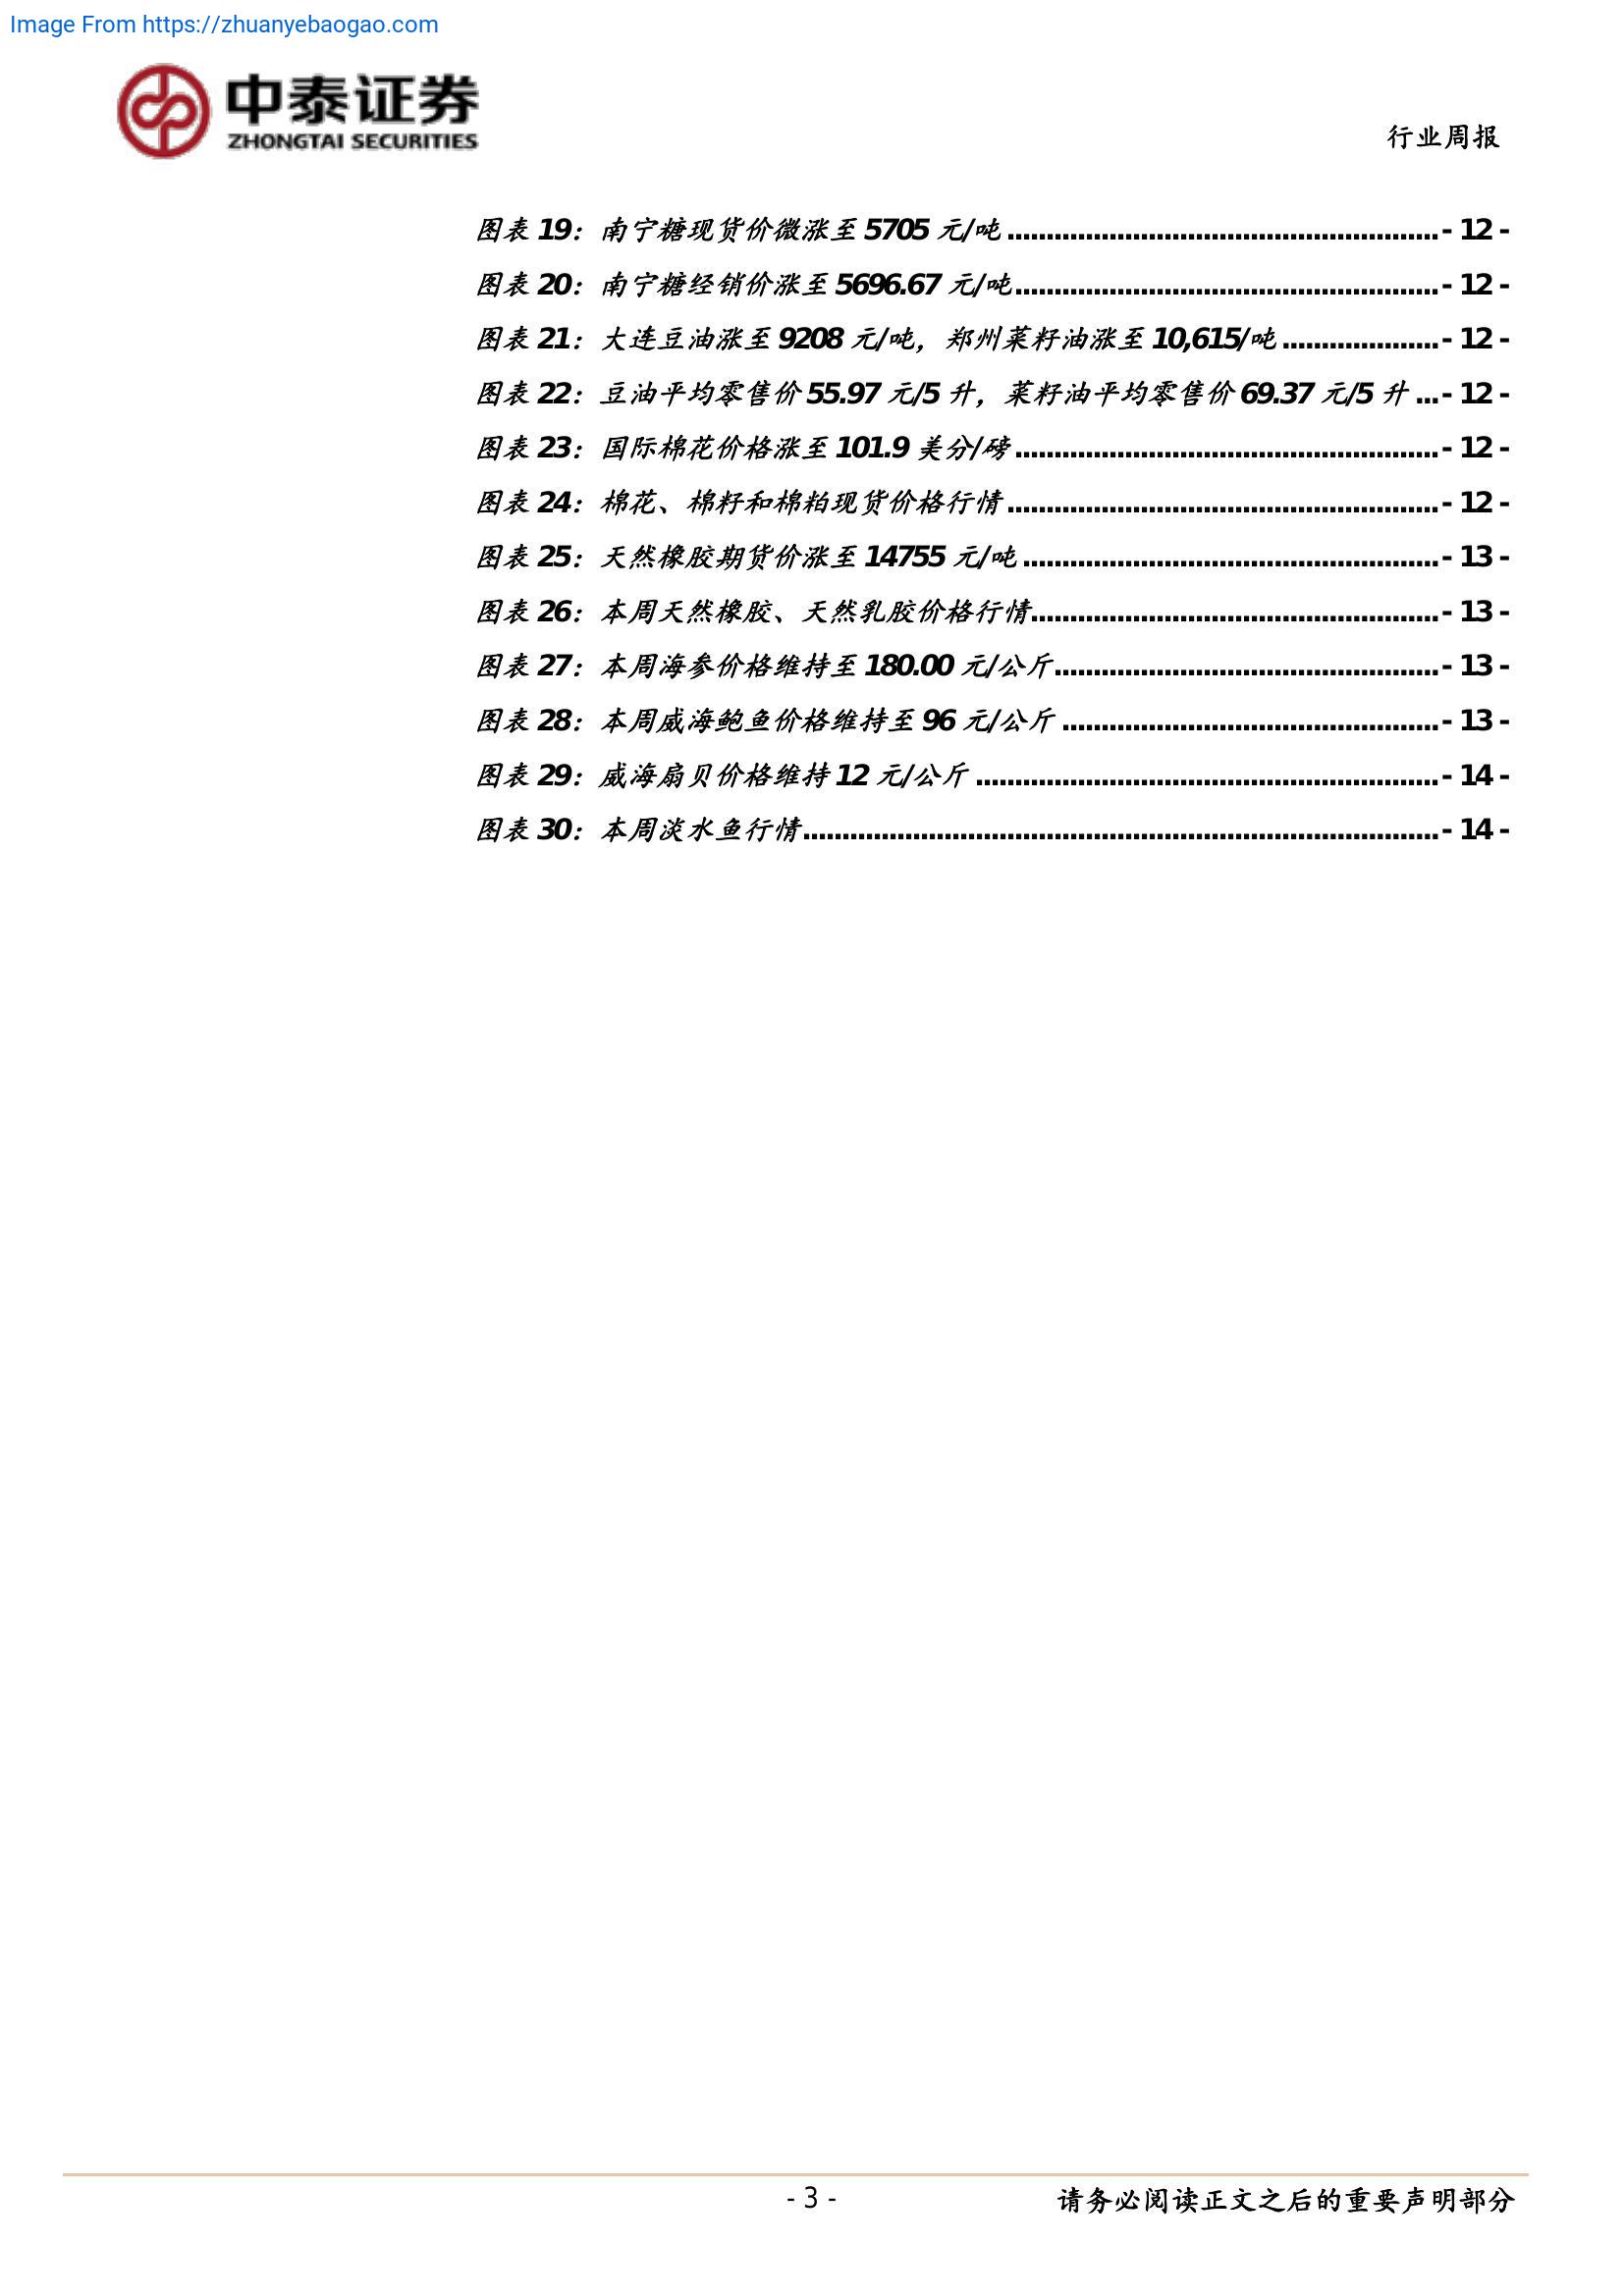 Image From https://zhuanyebaogao.com
中泰证券
ZHONGTAI SECURITIES
行业周报
图表 19：南宁糖现货价微涨至 5705 元/吨 ....................................................... - 12 -
图表 20：南宁糖经销价涨至 5696.67 元/吨...................................................... - 12 -
图表 21：大连豆油涨至 9208 元/吨，郑州菜籽油涨至 10,615/吨 .................... - 12 -
图表 22：豆油平均零售价 55.97 元/5 升，菜籽油平均零售价 69.37 元/5 升 ... - 12 -
图表 23：国际棉花价格涨至 101.9 美分/磅 ...................................................... - 12 -
图表 24：棉花、棉籽和棉粕现货价格行情 ....................................................... - 12 -
图表 25：天然橡胶期货价涨至 14755 元/吨 ..................................................... - 13 -
图表 26：本周天然橡胶、天然乳胶价格行情.................................................... - 13 -
图表 27：本周海参价格维持至 180.00 元/公斤................................................. - 13 -
图表 28：本周威海鲍鱼价格维持至 96 元/公斤 ................................................ - 13 -
图表 29：威海扇贝价格维持 12 元/公斤 ........................................................... - 14 -
图表 30：本周淡水鱼行情................................................................................. - 14 -
- 3 -
请务必阅读正文之后的重要声明部分